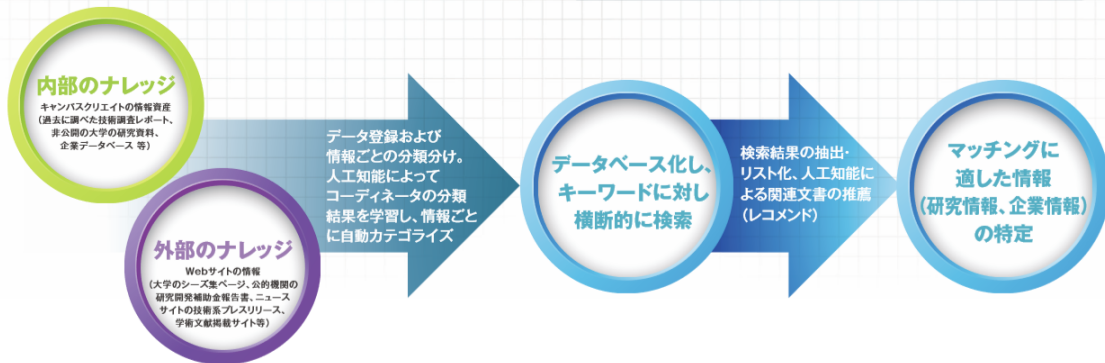 内部のナレッジ
キャンパスクリエイトの情報資産
(過去に調べた技術調査レポート、
非公開の大学の研究資料、
企業データベース 等)
外部のナレッジ
Webサイトの情報
(大学のシーズ集ページ、公的機関の
研究開発補助金報告書、ニュース
サイトの技術系プレスリリース、
学術文献掲載サイト等)
データ登録および
情報ごとの分類分け。
人工知能によって
コーディネータの分類
結果を学習し、情報ごと
に自動カテゴライズ
データベース化し、
キーワードに対し
横断的に検索
検索結果の抽出・
リスト化、人工知能に
よる関連文書の推薦
(レコメンド)
マッチングに
適した情報
(研究情報、企業情報)
の特定